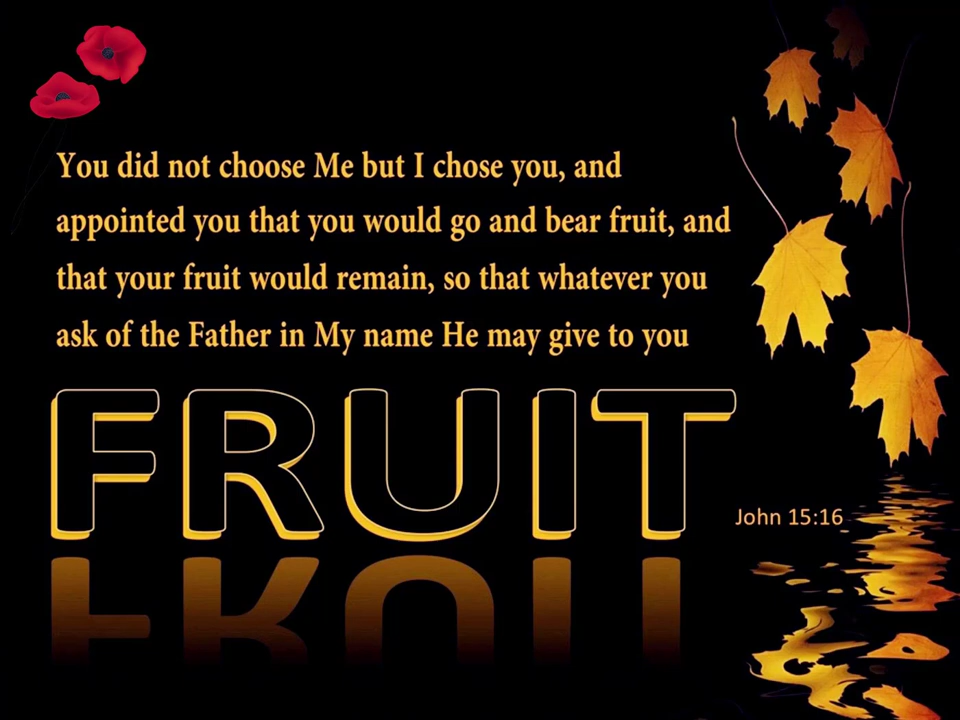 You did not choose Me but I chose you, and
appointed you that you would go and bear fruit, and
that your fruit would remain, so that whatever you
ask of the Father in My name He may give to you
FRUIT
John 15:16